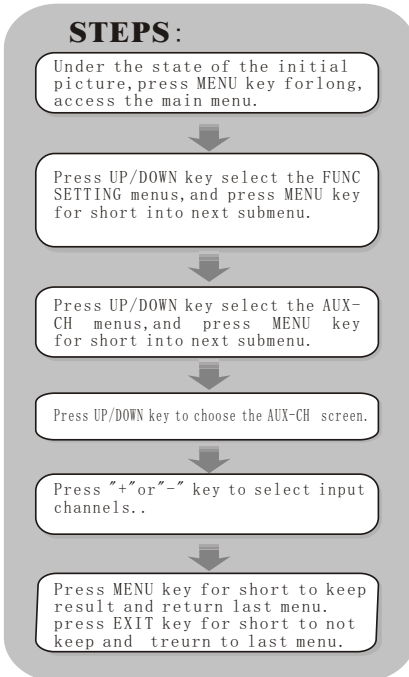 STEPS:
Under the state of the initial
picture,press MENU key forlong,
access the main menu.
Press UP/DOWN key select the FUNC
SETTING menus,and press MENU key
for short into next submenu.
Press UP/DOWN key select the AUX-
CH menus,and press MENU key
for short into next submenu.
Press UP/DOWN key to choose the AUX-CH screen.
Press "+"or"-" key to select input
channels..
Press MENU key for short to keep
result and return last menu.
press EXIT key for short to not
keep and treurn to last menu.